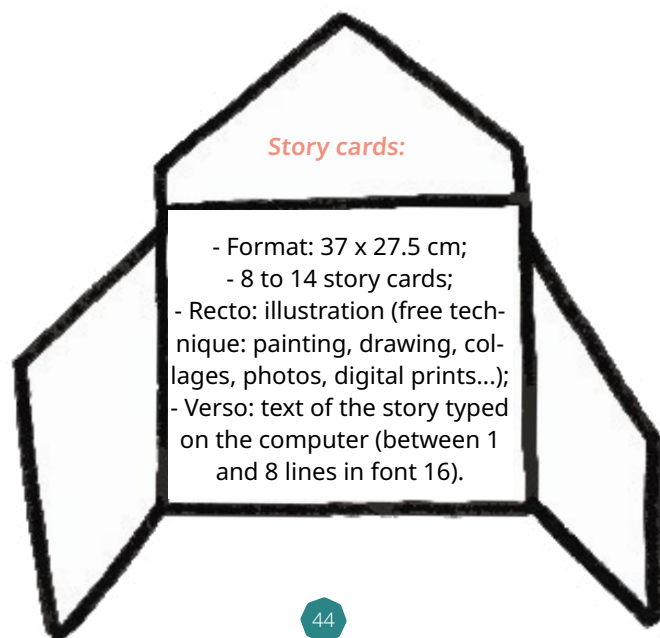 Story cards:
- Format: 37 x 27.5 cm;
- 8 to 14 story cards;
- Recto: illustration (free tech-
nique: painting, drawing, col-
lages, photos, digital prints...);
- Verso: text of the story typed
on the computer (between 1
and 8 lines in font 16).
44